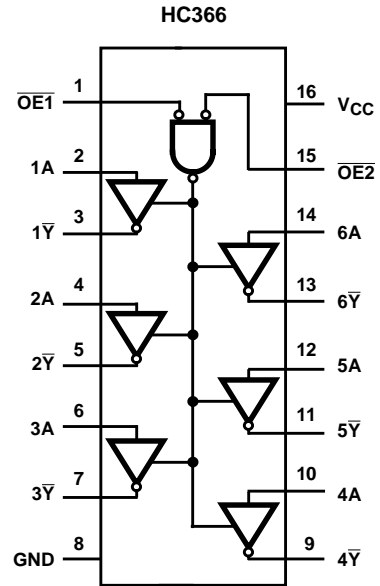 HC366
OE1̅ 1
16 VCC
1A 2
15 OE2̅
1Y̅ 3
14 6A
2A 4
13 6Y̅
2Y̅ 5
12 5A
3A 6
11 5Y̅
3Y̅ 7
10 4A
GND 8
9 4Y̅